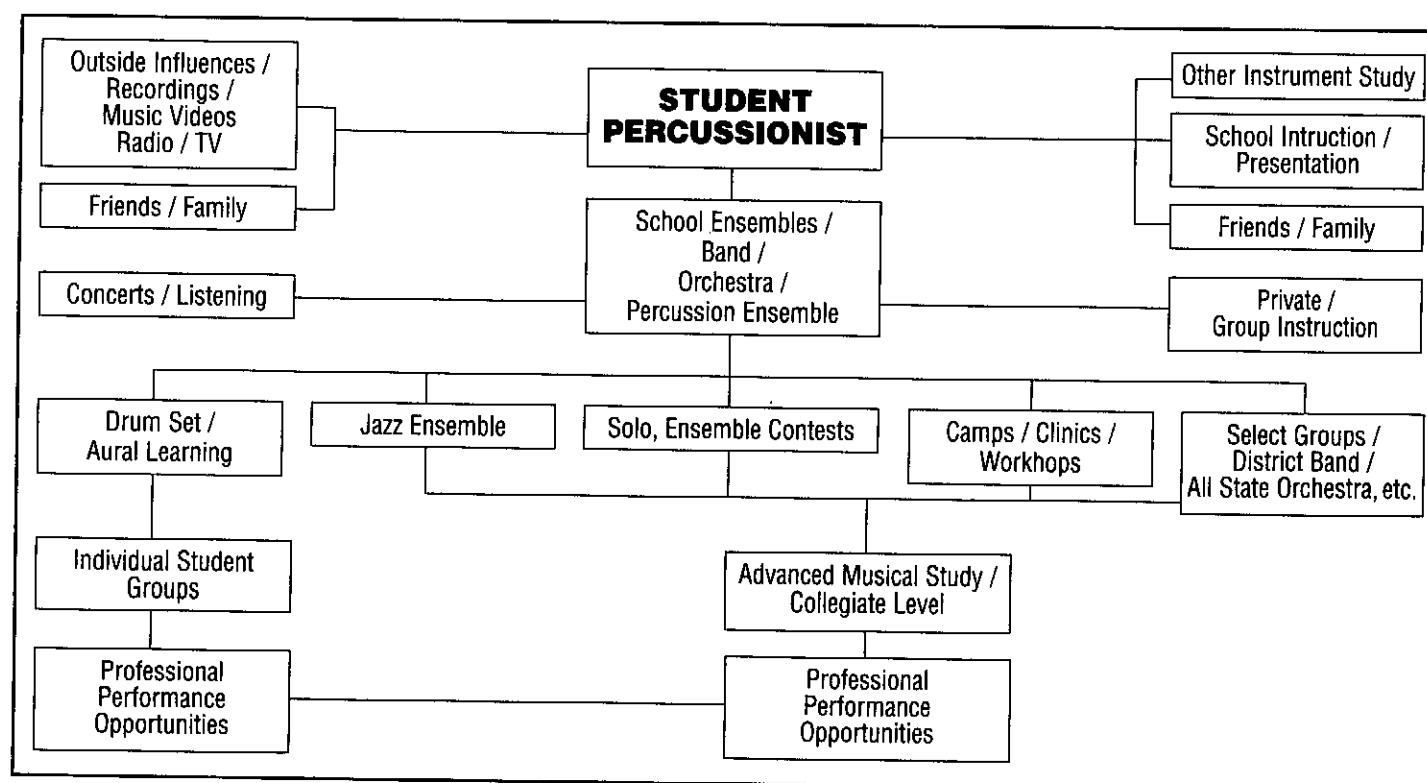 Outside Influences /
Recordings /
Music Videos
Radio / TV
Friends / Family
STUDENT
PERCUSSIONIST
Other Instrument Study
School Intruction /
Presentation
Friends / Family
School Ensembles /
Band /
Orchestra /
Percussion Ensemble
Concerts / Listening
Private /
Group Instruction
Drum Set /
Aural Learning
Jazz Ensemble
Solo, Ensemble Contests
Camps / Clinics /
Workhops
Select Groups /
District Band /
All State Orchestra, etc.
Individual Student
Groups
Advanced Musical Study /
Collegiate Level
Professional
Performance
Opportunities
Professional
Performance
Opportunities